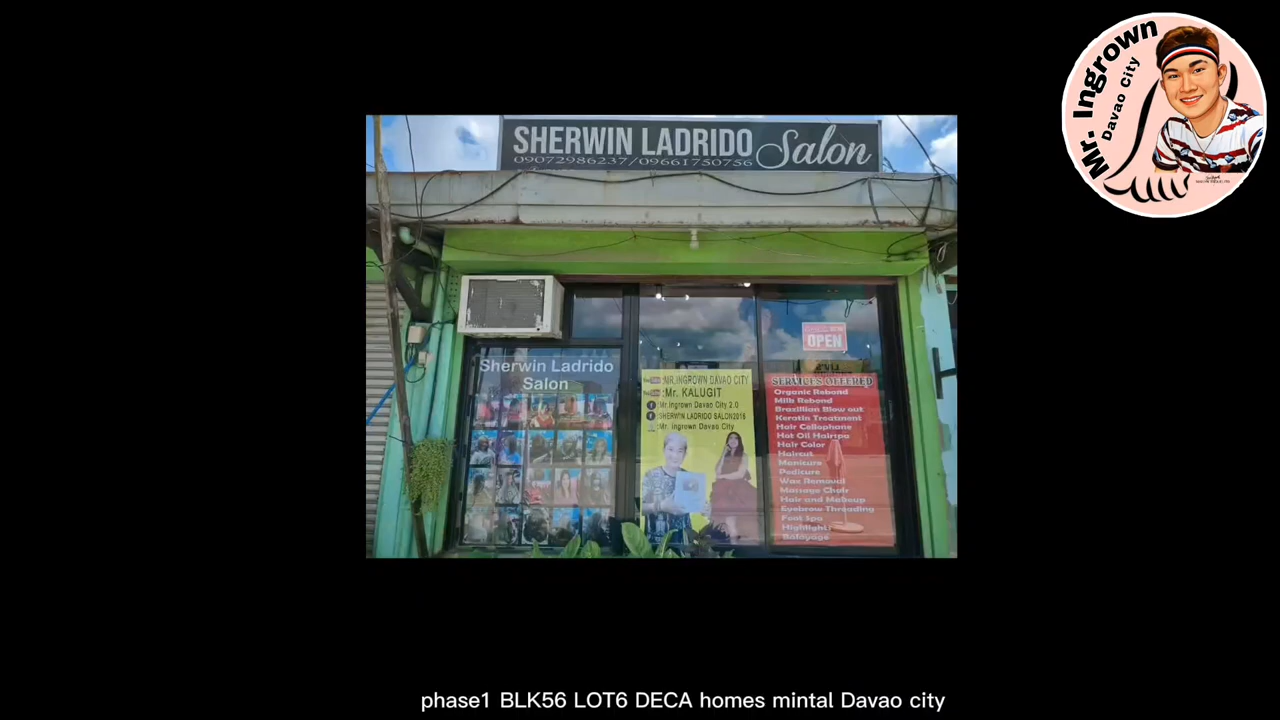 Mr. Ingrown
Davao City
SHERWIN LADRIDO Salon
09072986237/09661750756
OPEN
Sherwin Ladrido
Salon
:MR.INGROWN DAVAO CITY
:Mr. KALUGIT
:Mr.Ingrown Davao City 2.0
:SHERWIN LADRIDO SALON2016
:Mr. Ingrown Davao City
SERVICES OFFERED
Organic Rebond
Milk Rebond
Brazillian Blow out
Keratin Treatment
Hair Cellophane
Hot Oil Hairspa
Hair Color
Haircut
Manicure
Pedicure
Wax Removal
Massage Chair
Hair and Makeup
Eyebrow Threading
Foot Spa
Highlight
Balayage
phase1 BLK56 LOT6 DECA homes mintal Davao city